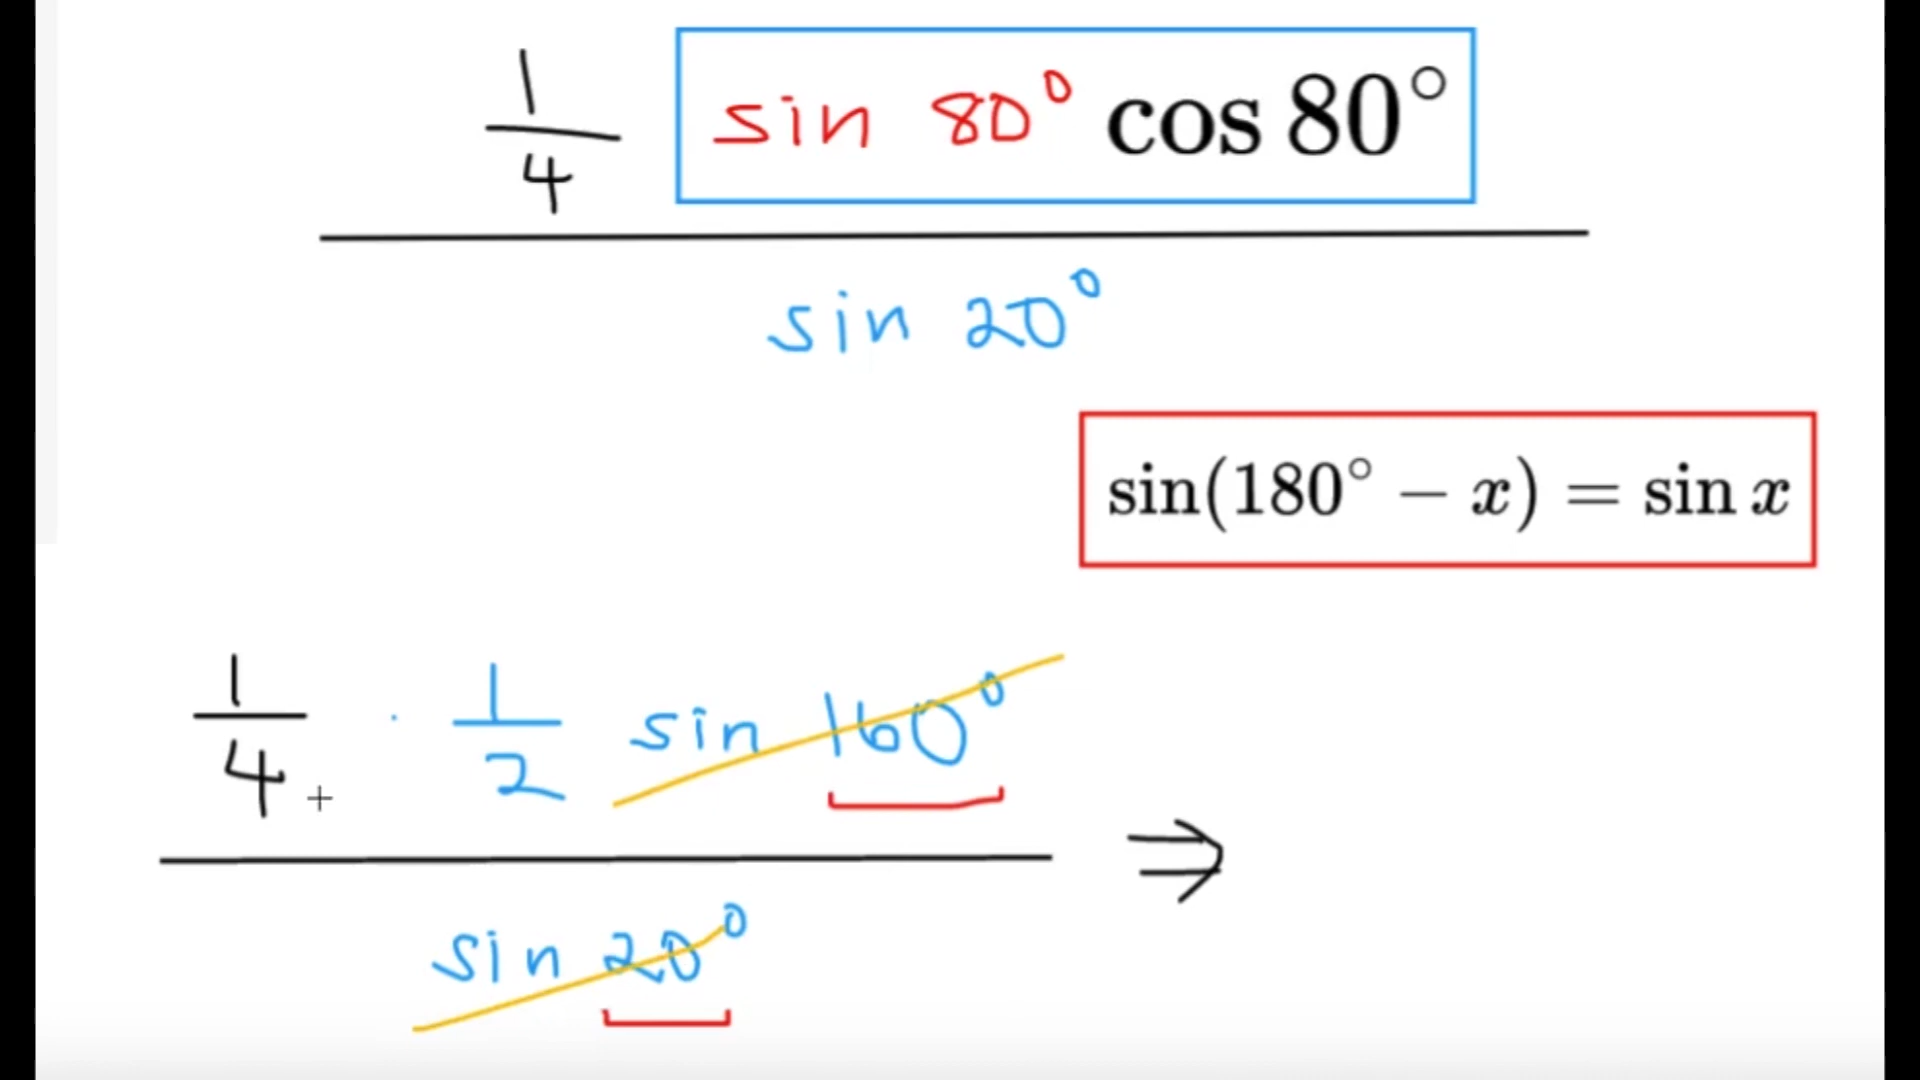 1
4
sin 80° cos 80°
sin 20°
sin(180° − x) = sin x
1
4
· 1
2
sin 160°
⇒
sin 20°